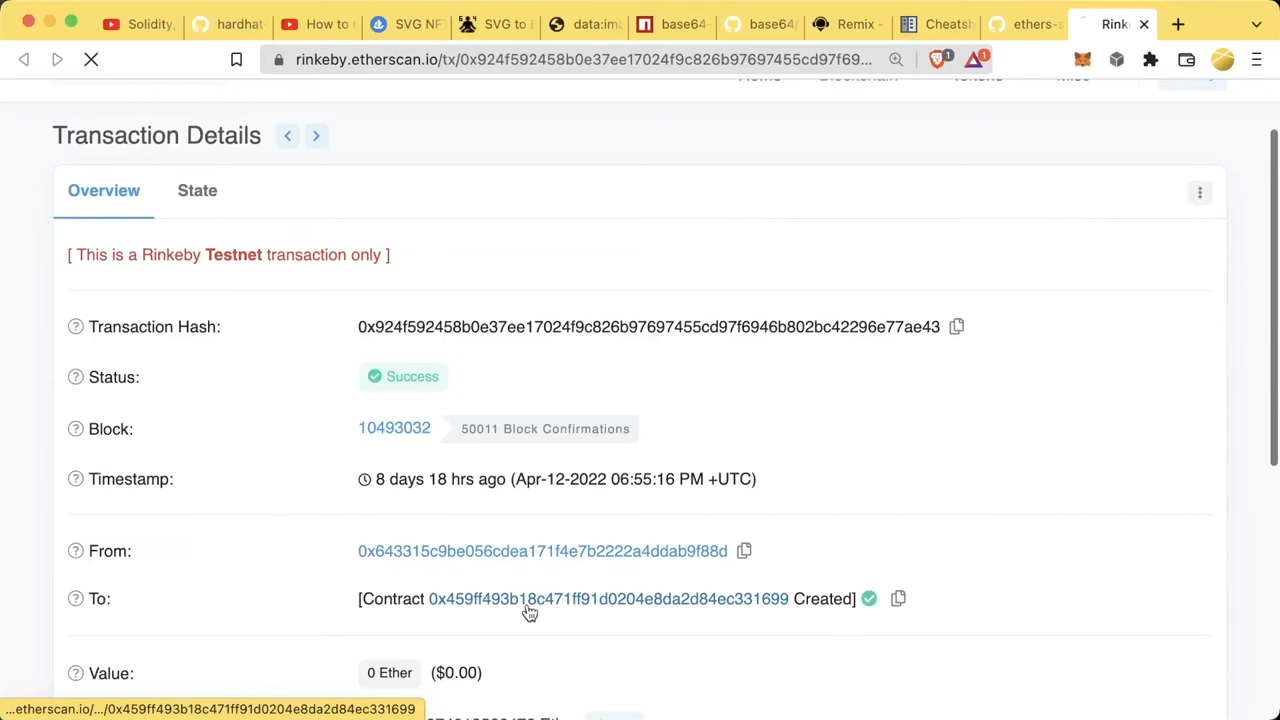 Solidity,
hardhat
How to
SVG NF
SVG to
data:ima
base64
base64/
Remix -
Cheatsh
ethers-
Rink
rinkeby.etherscan.io/tx/0x924f592458b0e37ee17024f9c826b97697455cd97f69...
1
1
Transaction Details
Overview
State
[ This is a Rinkeby Testnet transaction only ]
Transaction Hash:
0x924f592458b0e37ee17024f9c826b97697455cd97f6946b802bc42296e77ae43
Status:
Success
Block:
10493032
50011 Block Confirmations
Timestamp:
8 days 18 hrs ago (Apr-12-2022 06:55:16 PM +UTC)
From:
0x643315c9be056cdea171f4e7b2222a4ddab9f88d
To:
[Contract 0x459ff493b18c471ff91d0204e8da2d84ec331699 Created]
Value:
0 Ether
($0.00)
...etherscan.io/.../0x459ff493b18c471ff91d0204e8da2d84ec331699